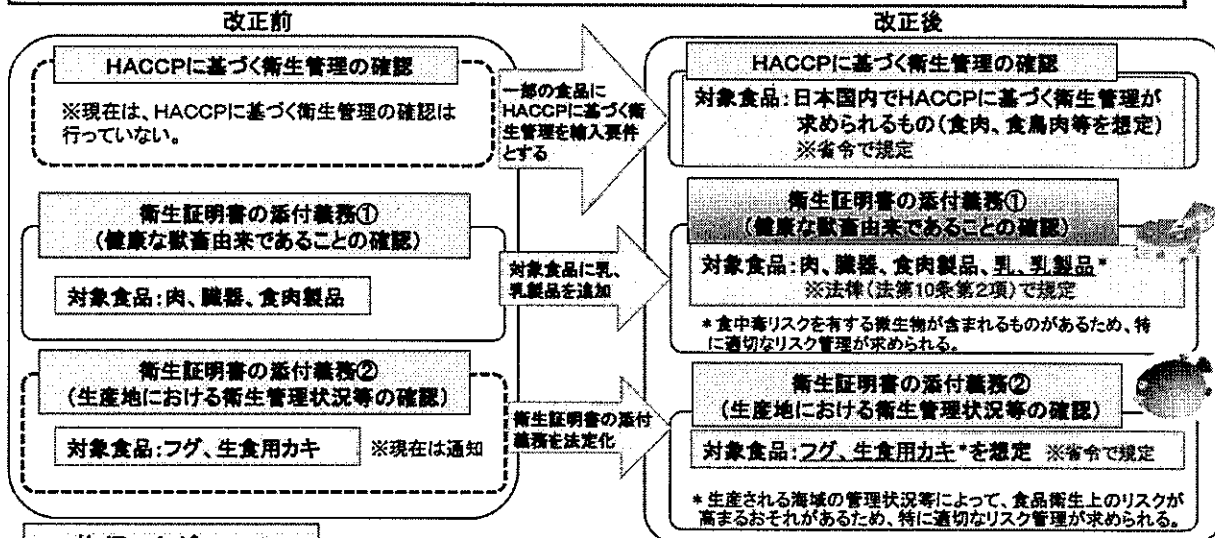 改正前
HACCPに基づく衛生管理の確認
※現在は、HACCPに基づく衛生管理の確認は
行っていない。
衛生証明書の添付義務①
(健康な獣畜由来であることの確認)
対象食品:肉、臓器、食肉製品
衛生証明書の添付義務②
(生産地における衛生管理状況等の確認)
対象食品:フグ、生食用カキ ※現在は通知
一部の食品に
HACCPに基づく衛
生管理を輸入要件
とする
対象食品に乳、
乳製品を追加
衛生証明書の添付
義務を法定化
改正後
HACCPに基づく衛生管理の確認
対象食品:日本国内でHACCPに基づく衛生管理が
求められるもの(食肉、食鳥肉等を想定)
※省令で規定
衛生証明書の添付義務①
(健康な獣畜由来であることの確認)
対象食品:肉、臓器、食肉製品、乳、乳製品*
※法律(法第10条第2項)で規定
*食中毒リスクを有する微生物が含まれるものがあるため、特
に適切なリスク管理が求められる。
衛生証明書の添付義務②
(生産地における衛生管理状況等の確認)
対象食品:フグ、生食用カキ*を想定 ※省令で規定
*生産される海域の管理状況等によって、食品衛生上のリスクが
高まるおそれがあるため、特に適切なリスク管理が求められる。